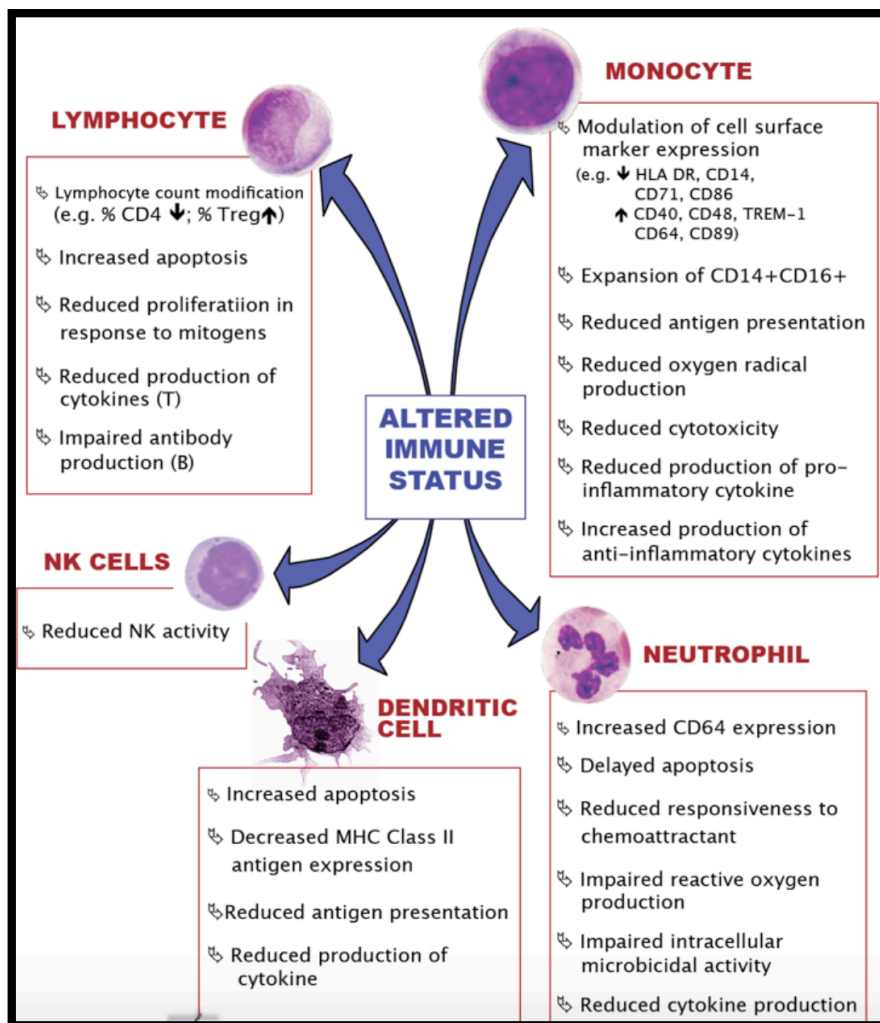 LYMPHOCYTE
Lymphocyte count modification
(e.g. % CD4 🡻; % Treg🡹)
Increased apoptosis
Reduced proliferatiion in
response to mitogens
Reduced production of
cytokines (T)
Impaired antibody
production (B)
MONOCYTE
Modulation of cell surface
marker expression
(e.g. 🡻 HLA DR, CD14,
CD71, CD86
🡹 CD40, CD48, TREM-1
CD64, CD89)
Expansion of CD14+CD16+
Reduced antigen presentation
Reduced oxygen radical
production
Reduced cytotoxicity
Reduced production of pro-
inflammatory cytokine
Increased production of
anti-inflammatory cytokines
ALTERED
IMMUNE
STATUS
NK CELLS
Reduced NK activity
DENDRITIC
CELL
Increased apoptosis
Decreased MHC Class II
antigen expression
Reduced antigen presentation
Reduced production of
cytokine
NEUTROPHIL
Increased CD64 expression
Delayed apoptosis
Reduced responsiveness to
chemoattractant
Impaired reactive oxygen
production
Impaired intracellular
microbicidal activity
Reduced cytokine production